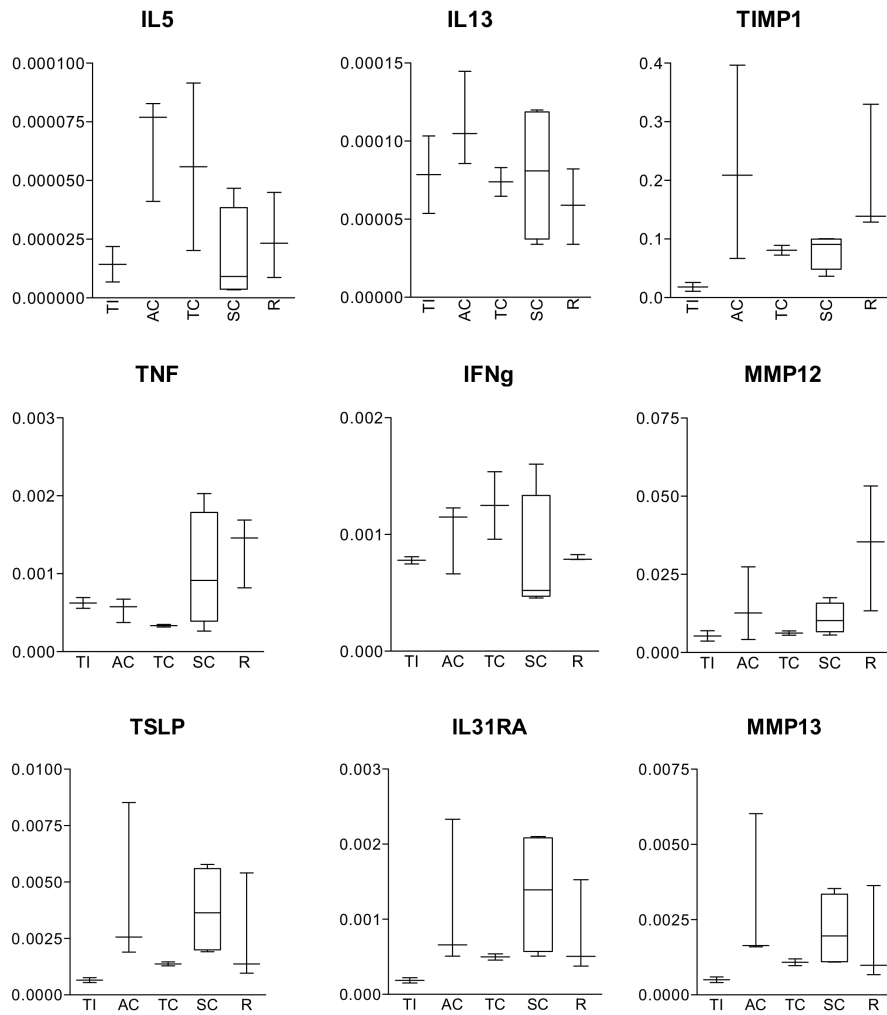 IL5
IL13
TIMP1
0.000100
0.000075
0.000050
0.000025
0.000000
TI
AC
TC
SC
R
0.00015
0.00010
0.00005
0.00000
TI
AC
TC
SC
R
0.4
0.3
0.2
0.1
0.0
TI
AC
TC
SC
R
TNF
IFNg
MMP12
0.003
0.002
0.001
0.000
TI AC TC SC R
0.002
0.001
0.000
TI AC TC SC R
0.075
0.050
0.025
0.000
TI AC TC SC R
TSLP
IL31RA
MMP13
0.0100
0.0075
0.0050
0.0025
0.0000
TI AC TC SC R
0.003
0.002
0.001
0.000
TI AC TC SC R
0.0075
0.0050
0.0025
0.0000
TI AC TC SC R